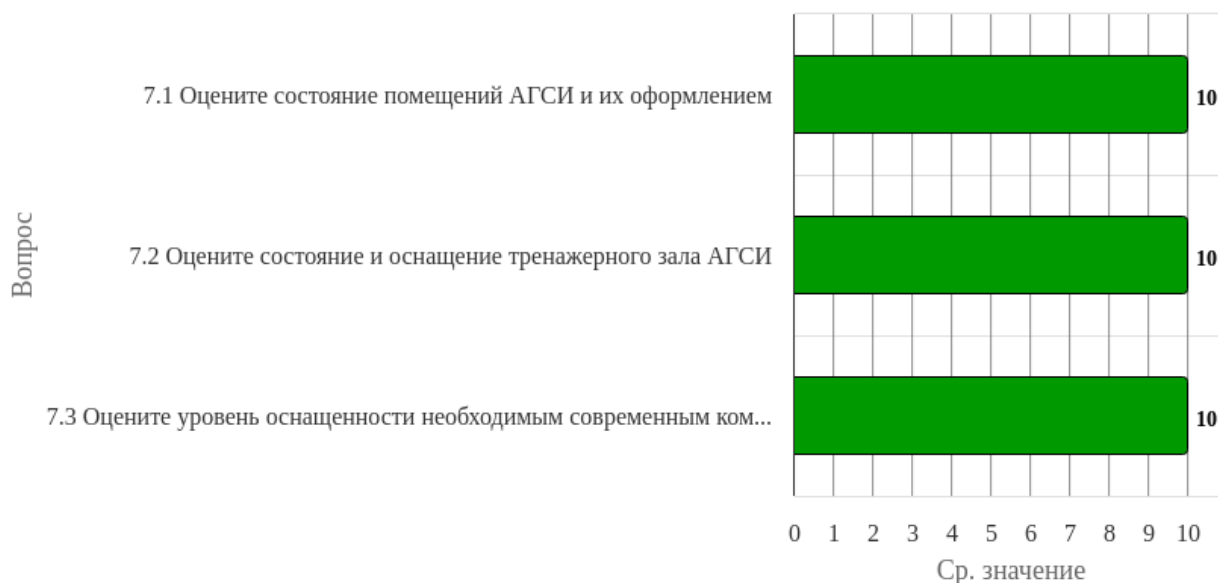 Вопрос
7.1 Оцените состояние помещений АГСИ и их оформлением
10
7.2 Оцените состояние и оснащение тренажерного зала АГСИ
10
7.3 Оцените уровень оснащенности необходимым современным ком...
10
0 1 2 3 4 5 6 7 8 9 10
Ср. значение